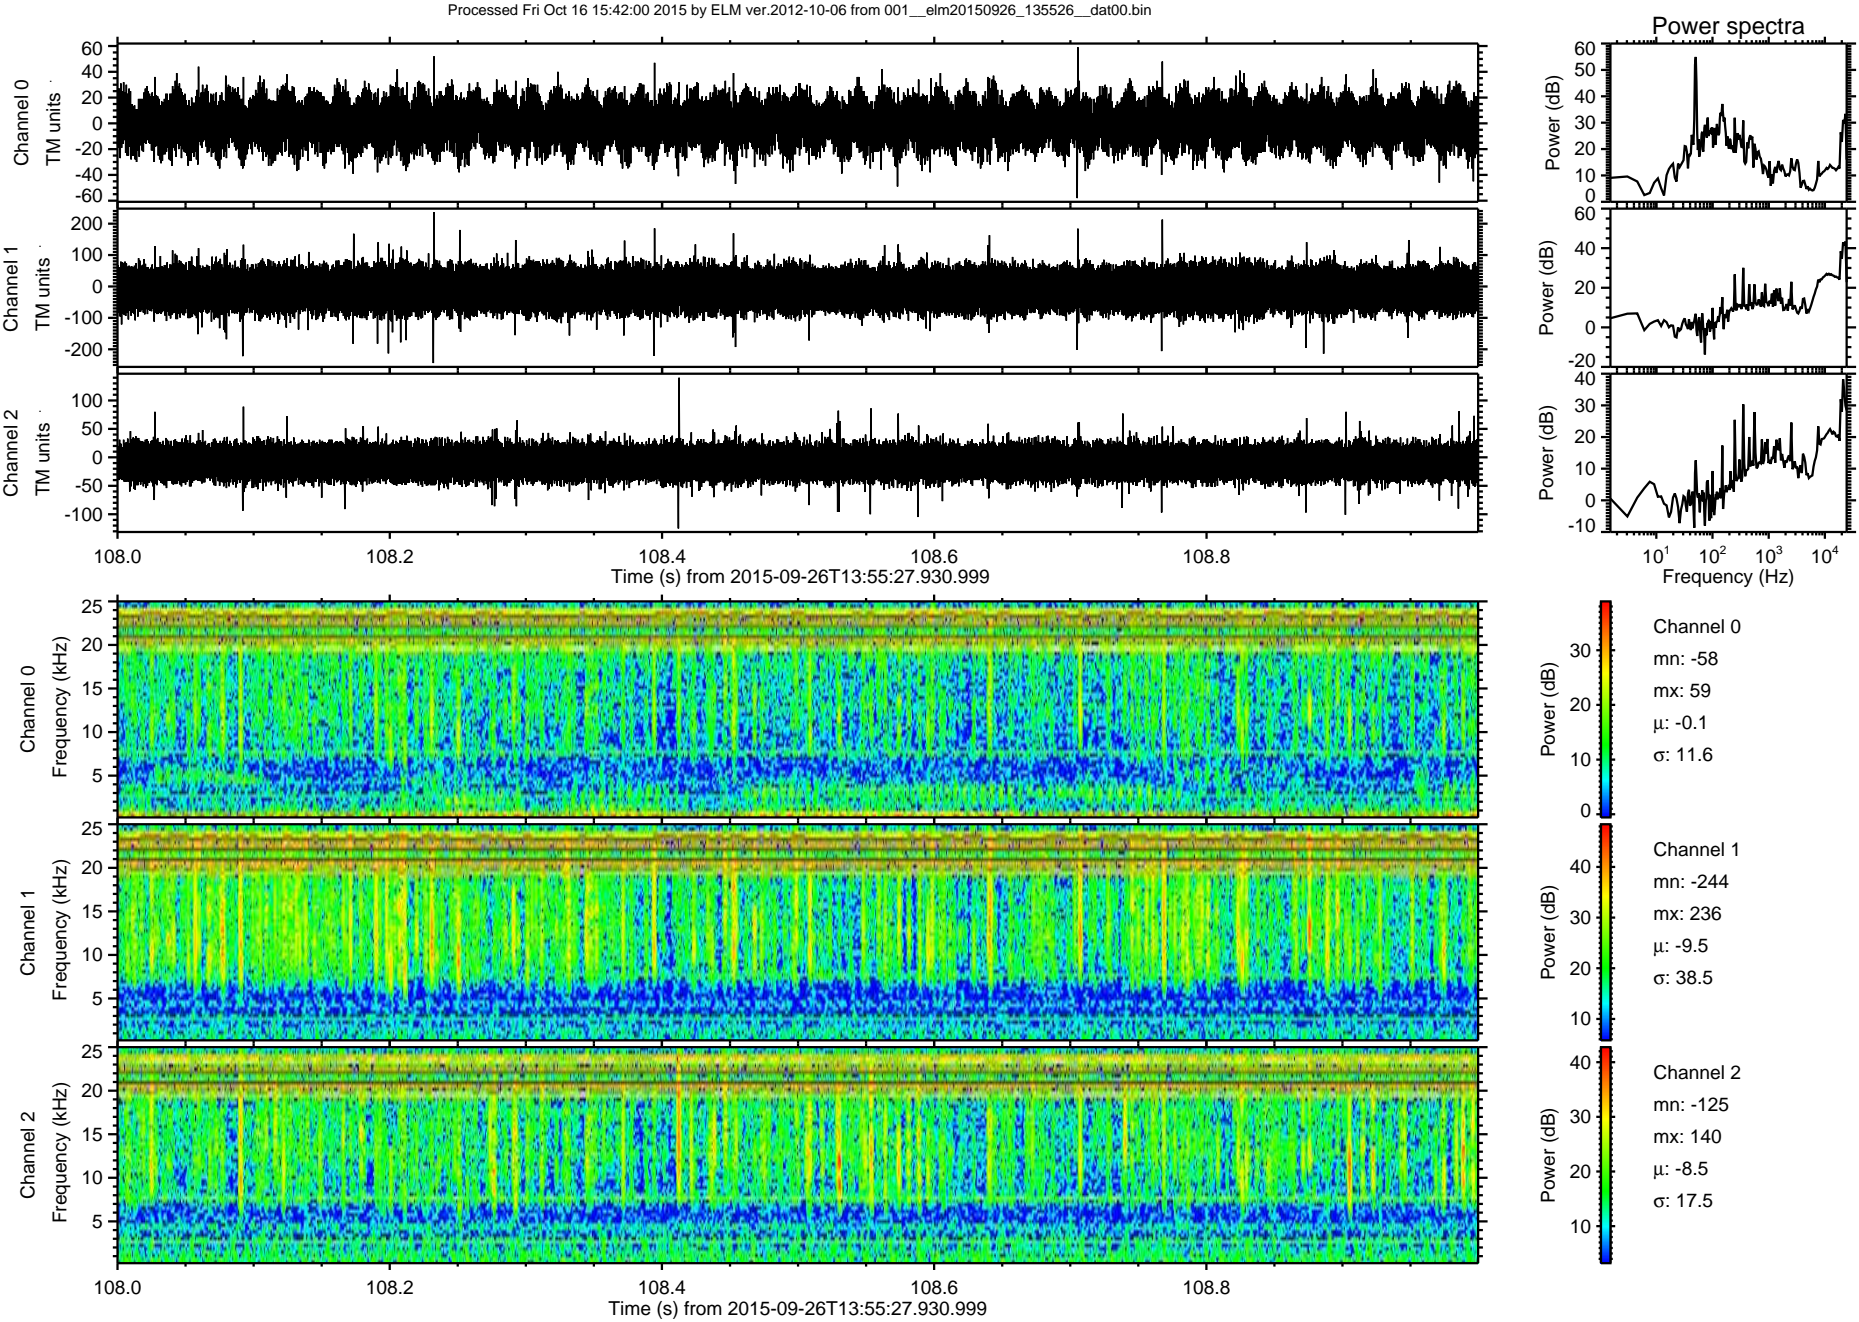 Processed Fri Oct 16 15:42:00 2015 by ELM ver.2012-10-06 from 001__elm20150926_135526__dat00.bin
Power spectra
Channel 0
TM units
60
40
20
0
-20
-40
-60
Power (dB)
60
50
40
30
20
10
0
Channel 1
TM units
200
100
0
-100
-200
Power (dB)
60
40
20
0
-20
Channel 2
TM units
100
50
0
-50
-100
Power (dB)
40
30
20
10
0
-10
108.0 108.2 108.4 108.6 108.8
Time (s) from 2015-09-26T13:55:27.930.999
10¹ 10² 10³ 10⁴
Frequency (Hz)
Channel 0
Frequency (kHz)
25
20
15
10
5
Power (dB)
30
20
10
0
Channel 0
mn: -58
mx: 59
μ: -0.1
σ: 11.6
Channel 1
Frequency (kHz)
25
20
15
10
5
Power (dB)
40
30
20
10
Channel 1
mn: -244
mx: 236
μ: -9.5
σ: 38.5
Channel 2
Frequency (kHz)
25
20
15
10
5
Power (dB)
40
30
20
10
Channel 2
mn: -125
mx: 140
μ: -8.5
σ: 17.5
108.0 108.2 108.4 108.6 108.8
Time (s) from 2015-09-26T13:55:27.930.999